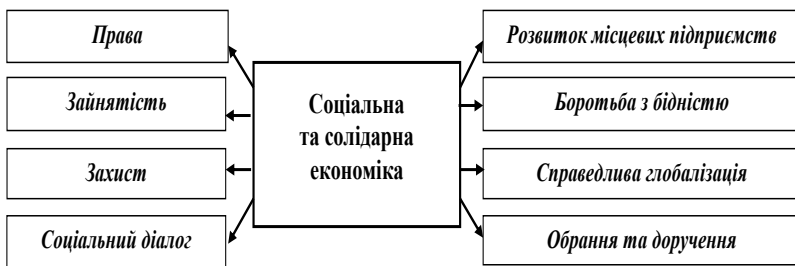 Права
Зайнятість
Захист
Соціальний діалог
Соціальна
та солідарна
економіка
Розвиток місцевих підприємств
Боротьба з бідністю
Справедлива глобалізація
Обрання та доручення